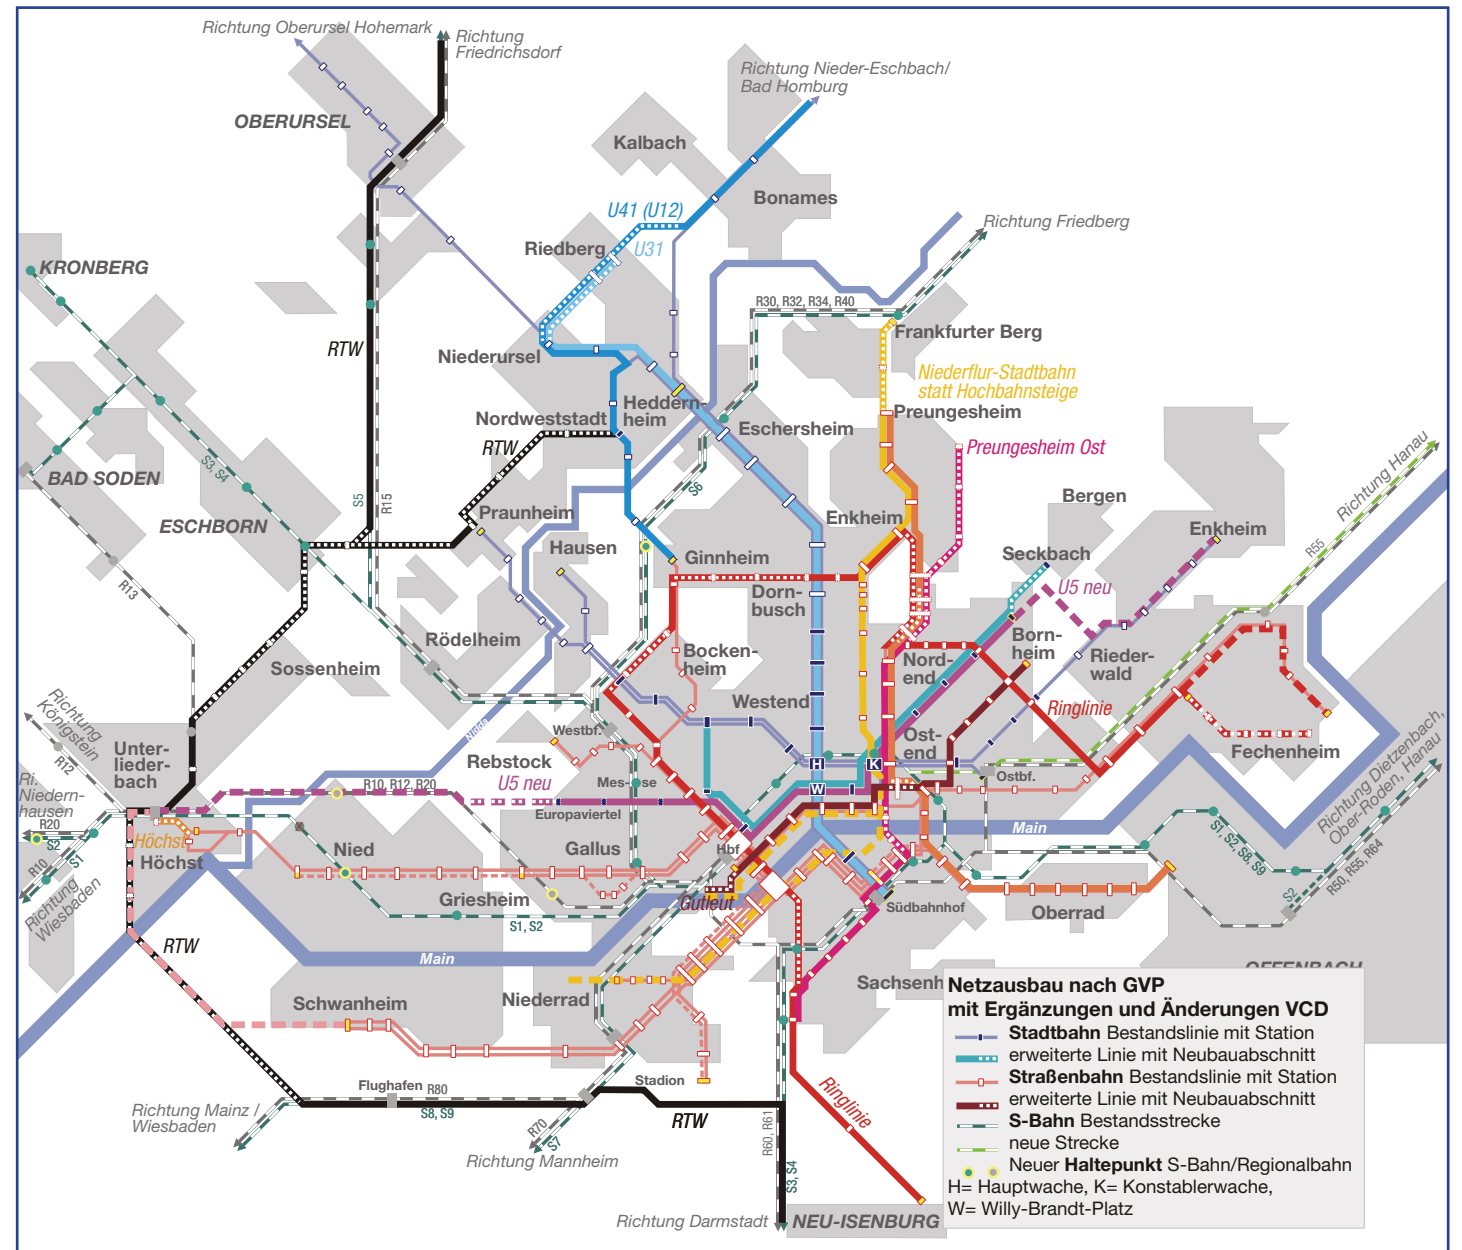 Richtung Oberursel Hohemark
Richtung
Friedrichsdorf
OBERURSEL
Richtung Nieder-Eschbach/
Bad Homburg
Kalbach
Bonames
U41 (U12)
Riedberg
U31
Richtung Friedberg
KRONBERG
R30, R32, R34, R40
Frankfurter Berg
RTW
Niederursel
Niederflur-Stadtbahn
statt Hochbahnsteige
Heddern-
heim
Preungesheim
Nordweststadt
Eschersheim
RTW
Preungesheim Ost
Richtung Hanau
BAD SODEN
S3, S4
S5
R15
S6
Bergen
ESCHBORN
Praunheim
Enkheim
Enkheim
Hausen
Ginnheim
Seckbach
R55
R13
Dorn-
busch
U5 neu
Rödelheim
Born-
heim
Bocken-
heim
Nord-
end
Rieder-
wald
Sossenheim
Richtung
Königstein
Westend
Ringlinie
Nidda
Westbf.
Ost-
end
Richtung Dietzenbach,
Ober-Roden, Hanau
Unter-
lieder-
bach
R12
Rebstock
U5 neu
H
K
Fechenheim
Ri.
Niedern-
hausen
R10, R12, R20
Mes-
se
Ostbf.
W
R20
S2
Europaviertel
Main
S1, S2, S8, S9
Höchst
Höchst
Nied
Gallus
Hbf
R10
S1
R50, R55, R64
Richtung
Wiesbaden
Griesheim
Gutleut
S2
S1, S2
Südbahnhof
Oberrad
RTW
Main
OFFENBACH
Schwanheim
Niederrad
Sachsenh
Netzausbau nach GVP
mit Ergänzungen und Änderungen VCD
Stadtbahn Bestandslinie mit Station
erweiterte Linie mit Neubauabschnitt
Straßenbahn Bestandslinie mit Station
erweiterte Linie mit Neubauabschnitt
S-Bahn Bestandsstrecke
neue Strecke
Neuer Haltepunkt S-Bahn/Regionalbahn
H= Hauptwache, K= Konstablerwache,
W= Willy-Brandt-Platz
Flughafen
R80
S8, S9
Stadion
Ringlinie
Richtung Mainz /
Wiesbaden
RTW
R70
S7
R60, R61
Richtung Mannheim
S3, S4
Richtung Darmstadt
NEU-ISENBURG